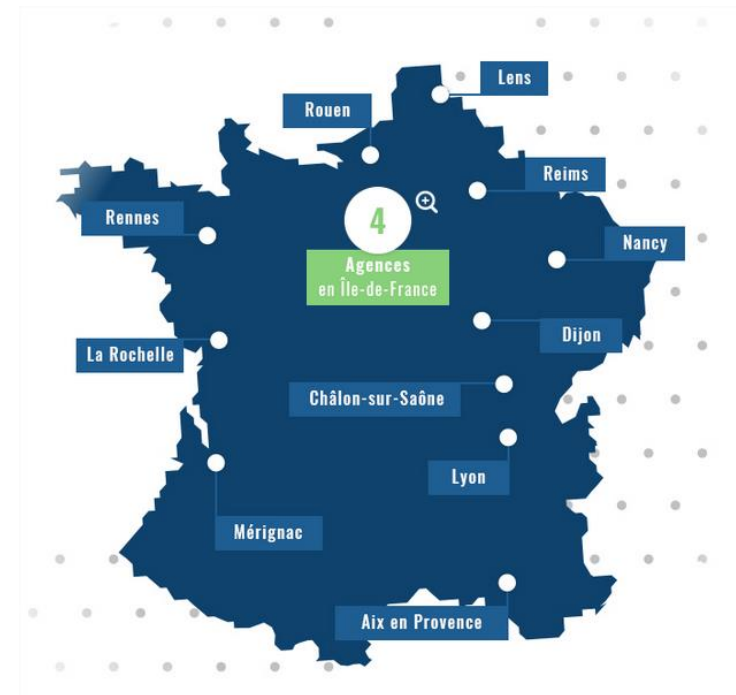 Lens
Rouen
Reims
Rennes
4
Nancy
Agences
en Île-de-France
Dijon
La Rochelle
Châlon-sur-Saône
Lyon
Mérignac
Aix en Provence